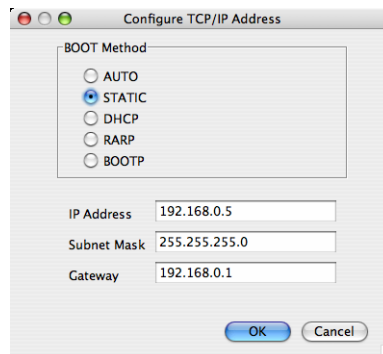 Configure TCP/IP Address
BOOT Method
AUTO
STATIC
DHCP
RARP
BOOTP
IP Address 192.168.0.5
Subnet Mask 255.255.255.0
Gateway 192.168.0.1
OK Cancel